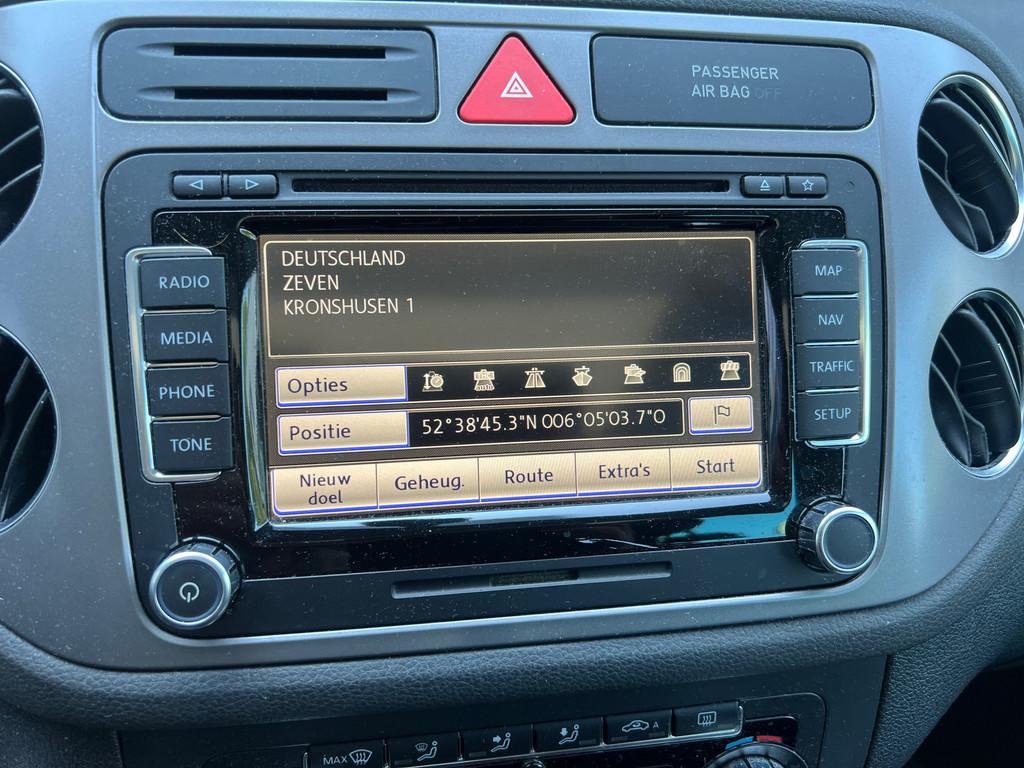 PASSENGER
AIR BAG OFF
RADIO
MEDIA
PHONE
TONE
DEUTSCHLAND
ZEVEN
KRONSHUSEN 1
Opties
Positie
52°38'45.3"N 006°05'03.7"O
Nieuw
doel
Geheug.
Route
Extra's
Start
MAP
NAV
TRAFFIC
SETUP
MAX
A